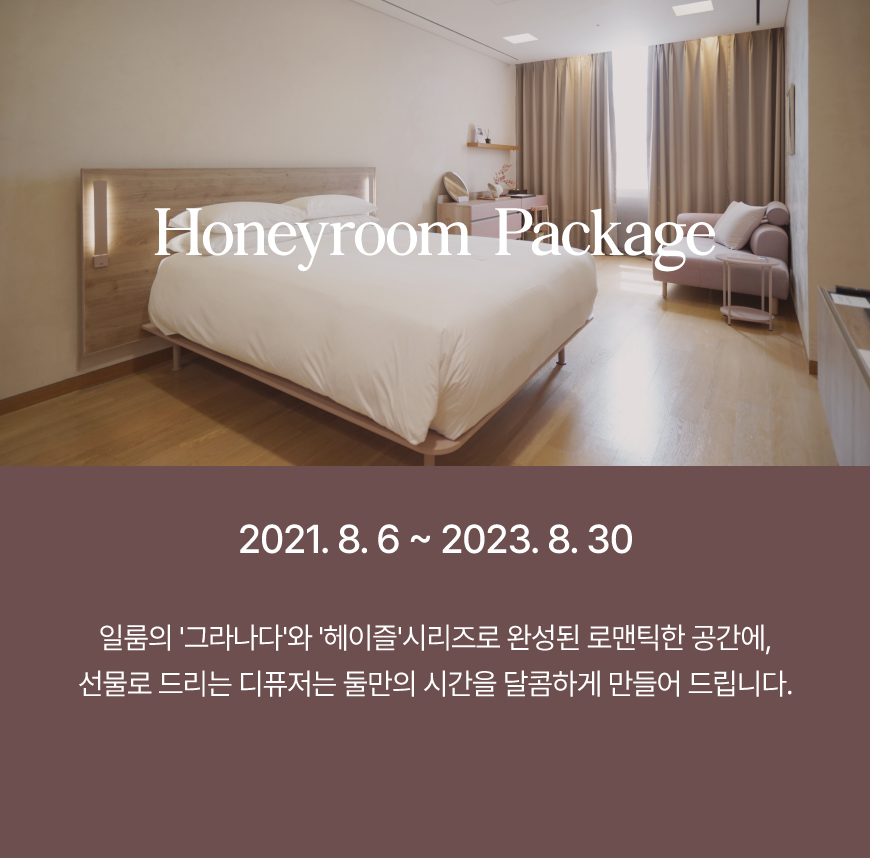 Honeyroom Package
2021. 8. 6 ~ 2023. 8. 30
일룸의 '그라나다'와 '헤이즐'시리즈로 완성된 로맨틱한 공간에,
선물로 드리는 디퓨저는 둘만의 시간을 달콤하게 만들어 드립니다.